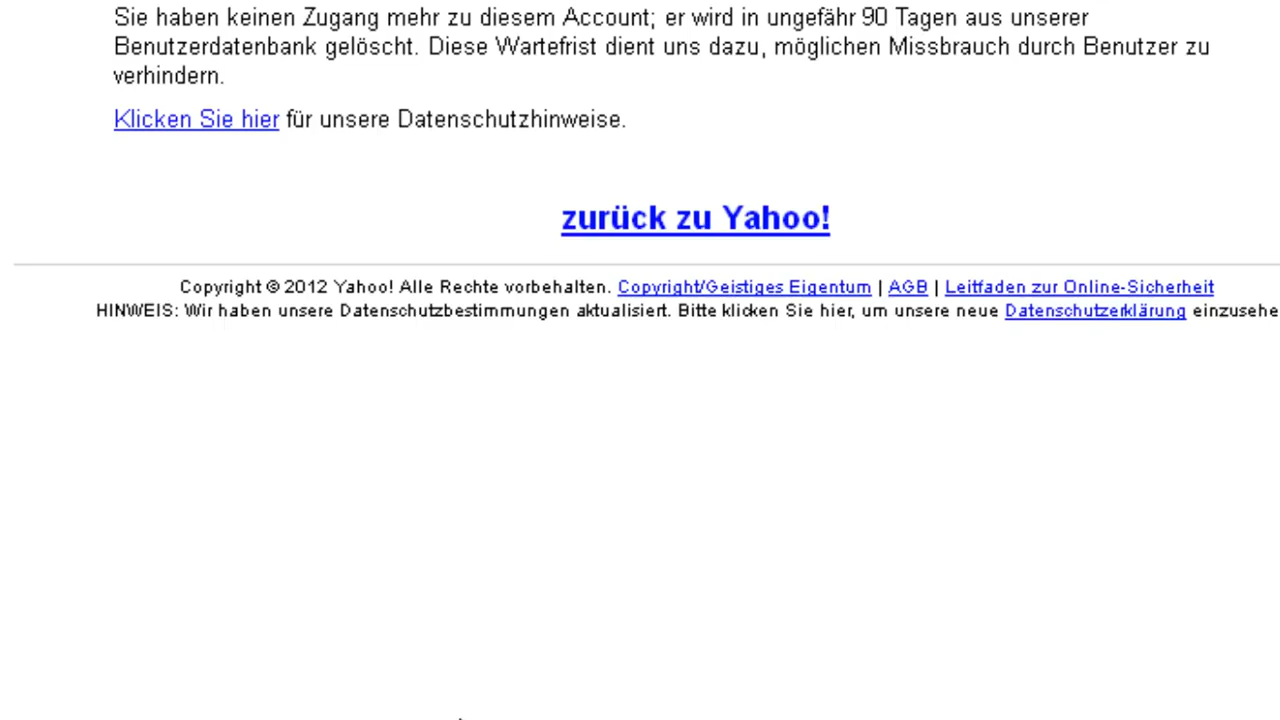 Sie haben keinen Zugang mehr zu diesem Account; er wird in ungefähr 90 Tagen aus unserer
Benutzerdatenbank gelöscht. Diese Wartefrist dient uns dazu, möglichen Missbrauch durch Benutzer zu
verhindern.
Klicken Sie hier für unsere Datenschutzhinweise.
zurück zu Yahoo!
Copyright © 2012 Yahoo! Alle Rechte vorbehalten. Copyright/Geistiges Eigentum | AGB | Leitfaden zur Online-Sicherheit
HINWEIS: Wir haben unsere Datenschutzbestimmungen aktualisiert. Bitte klicken Sie hier, um unsere neue Datenschutzerklärung einzusehe